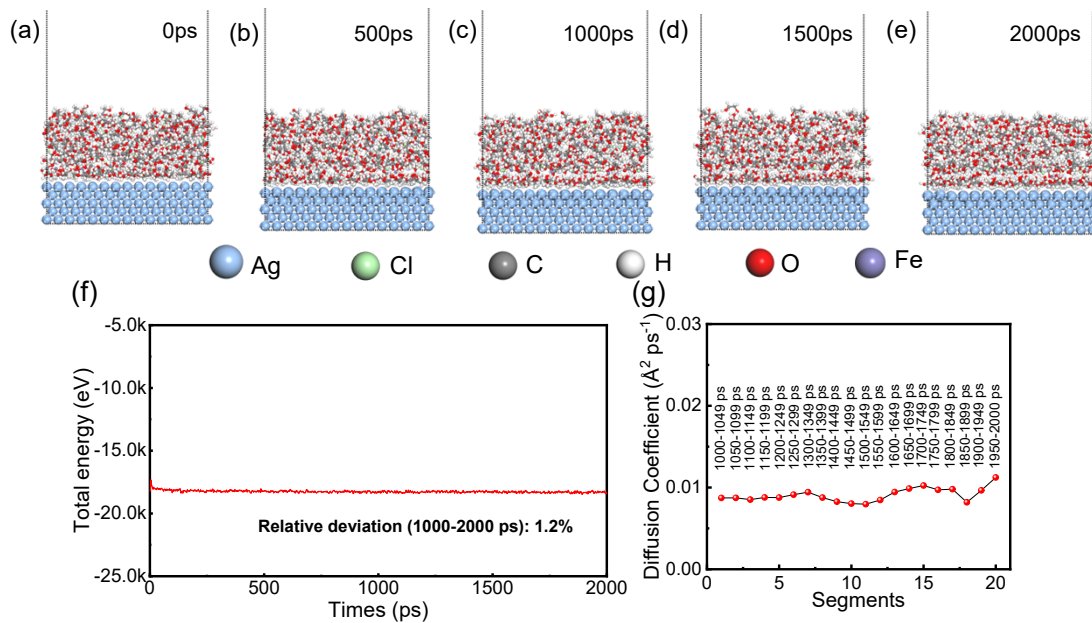 (a) 0ps
(b) 500ps
(c) 1000ps
(d) 1500ps
(e) 2000ps
Ag Cl C H O Fe
(f)
Total energy (eV)
-5.0k
-10.0k
-15.0k
-20.0k
-25.0k
Relative deviation (1000-2000 ps): 1.2%
0 500 1000 1500 2000
Times (ps)
(g)
Diffusion Coefficient (Å² ps⁻¹)
0.03
0.02
0.01
0.00
1000-1049 ps
1050-1099 ps
1100-1149 ps
1150-1199 ps
1200-1249 ps
1250-1299 ps
1300-1349 ps
1350-1399 ps
1400-1449 ps
1450-1499 ps
1500-1549 ps
1550-1599 ps
1600-1649 ps
1650-1699 ps
1700-1749 ps
1750-1799 ps
1800-1849 ps
1850-1899 ps
1900-1949 ps
1950-2000 ps
0 5 10 15 20
Segments